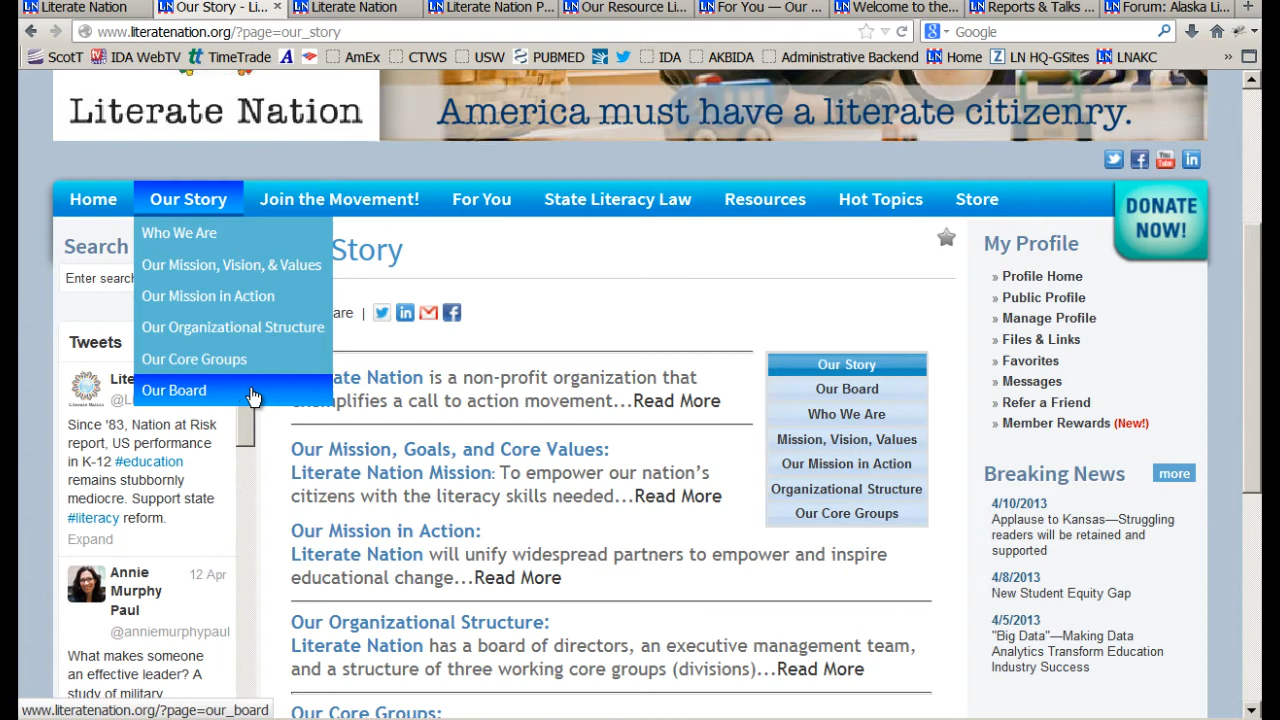 Literate Nation
Our Story - Li...
Literate Nation
Literate Nation P...
Our Resource Li...
For You — Our ...
Welcome to the...
Reports & Talks ...
Forum: Alaska Li...
www.literatenation.org/?page=our_story
Google
ScotT
IDA WebTV
TimeTrade
AmEx
CTWS
USW
PUBMED
IDA
AKBIDA
Administrative Backend
Home
LN HQ-GSites
LNAKC
Literate Nation
America must have a literate citizenry.
Home
Our Story
Join the Movement!
For You
State Literacy Law
Resources
Hot Topics
Store
DONATE
NOW!
Who We Are
Our Mission, Vision, & Values
Our Mission in Action
Our Organizational Structure
Our Core Groups
Our Board
Search
Enter searc
Tweets
Lite
@L
Since '83, Nation at Risk
report, US performance
in K-12 #education
remains stubbornly
mediocre. Support state
#literacy reform.
Expand
Annie
Murphy
Paul
12 Apr
@anniemurphypaul
What makes someone
an effective leader? A
study of military
Story
are |
rate Nation is a non-profit organization that
mplifies a call to action movement...Read More
Our Mission, Goals, and Core Values:
Literate Nation Mission: To empower our nation's
citizens with the literacy skills needed...Read More
Our Mission in Action:
Literate Nation will unify widespread partners to empower and inspire
educational change...Read More
Our Organizational Structure:
Literate Nation has a board of directors, an executive management team,
and a structure of three working core groups (divisions)...Read More
Our Core Groups:
Our Story
Our Board
Who We Are
Mission, Vision, Values
Our Mission in Action
Organizational Structure
Our Core Groups
My Profile
» Profile Home
» Public Profile
» Manage Profile
» Files & Links
» Favorites
» Messages
» Refer a Friend
» Member Rewards (New!)
Breaking News
more
4/10/2013
Applause to Kansas—Struggling
readers will be retained and
supported
4/8/2013
New Student Equity Gap
4/5/2013
"Big Data"—Making Data
Analytics Transform Education
Industry Success
www.literatenation.org/?page=our_board